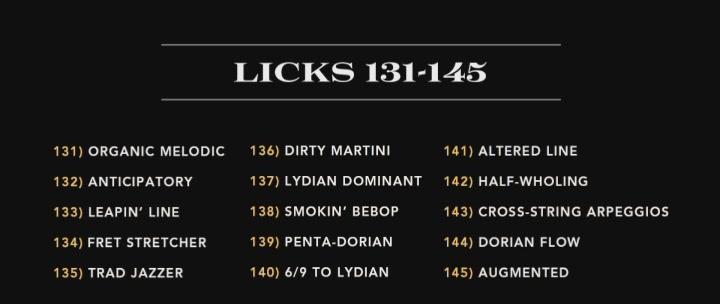 LICKS 131-145
131) ORGANIC MELODIC
132) ANTICIPATORY
133) LEAPIN' LINE
134) FRET STRETCHER
135) TRAD JAZZER
136) DIRTY MARTINI
137) LYDIAN DOMINANT
138) SMOKIN' BEBOP
139) PENTA-DORIAN
140) 6/9 TO LYDIAN
141) ALTERED LINE
142) HALF-WHOLING
143) CROSS-STRING ARPEGGIOS
144) DORIAN FLOW
145) AUGMENTED